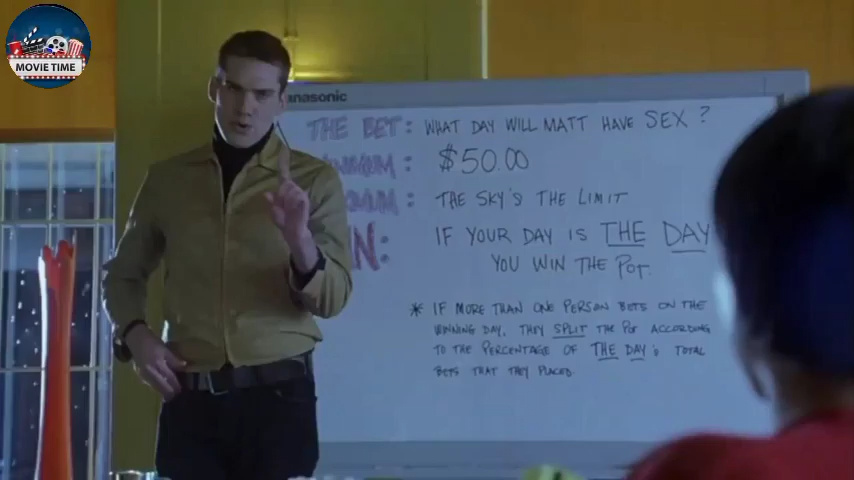 MOVIE TIME
anasonic
THE BET: WHAT DAY WILL MATT HAVE SEX?
$50.00
THE SKY'S THE LIMIT
IF YOUR DAY IS THE DAY
YOU WIN THE POT.
* IF MORE THAN ONE PERSON BETS ON THE
WINNING DAY, THEY SPLIT THE POT ACCORDING
TO THE PERCENTAGE OF THE DAY'S TOTAL
BETS THAT THEY PLACED.